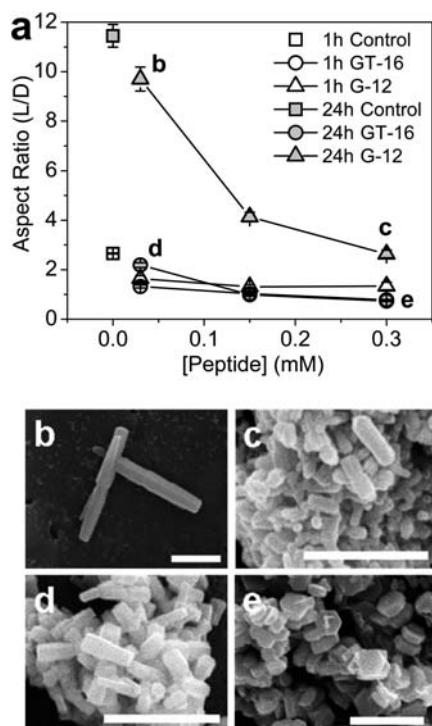 a
12
10
8
6
4
2
0
Aspect Ratio (L/D)
0.0 0.1 0.2 0.3
[Peptide] (mM)
1h Control
1h GT-16
1h G-12
24h Control
24h GT-16
24h G-12
b
c
d
e
b
c
d
e